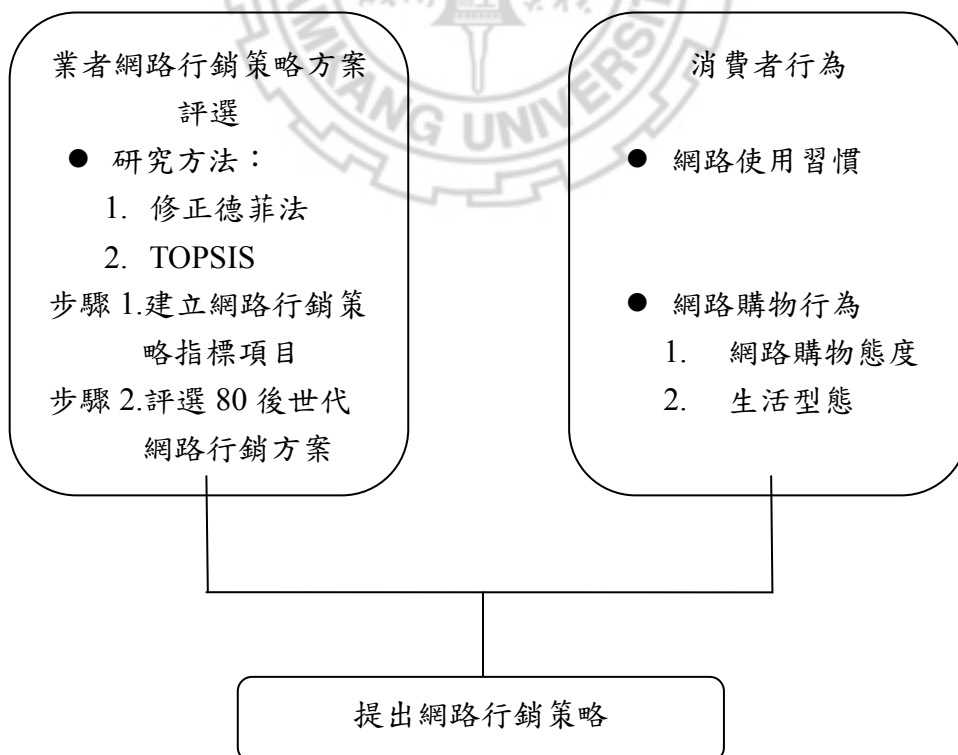 業者網路行銷策略方案
評選
● 研究方法：
1. 修正德菲法
2. TOPSIS
步驟 1.建立網路行銷策
略指標項目
步驟 2.評選 80 後世代
網路行銷方案
消費者行為
● 網路使用習慣
● 網路購物行為
1. 網路購物態度
2. 生活型態
提出網路行銷策略
ANG UNIVERS